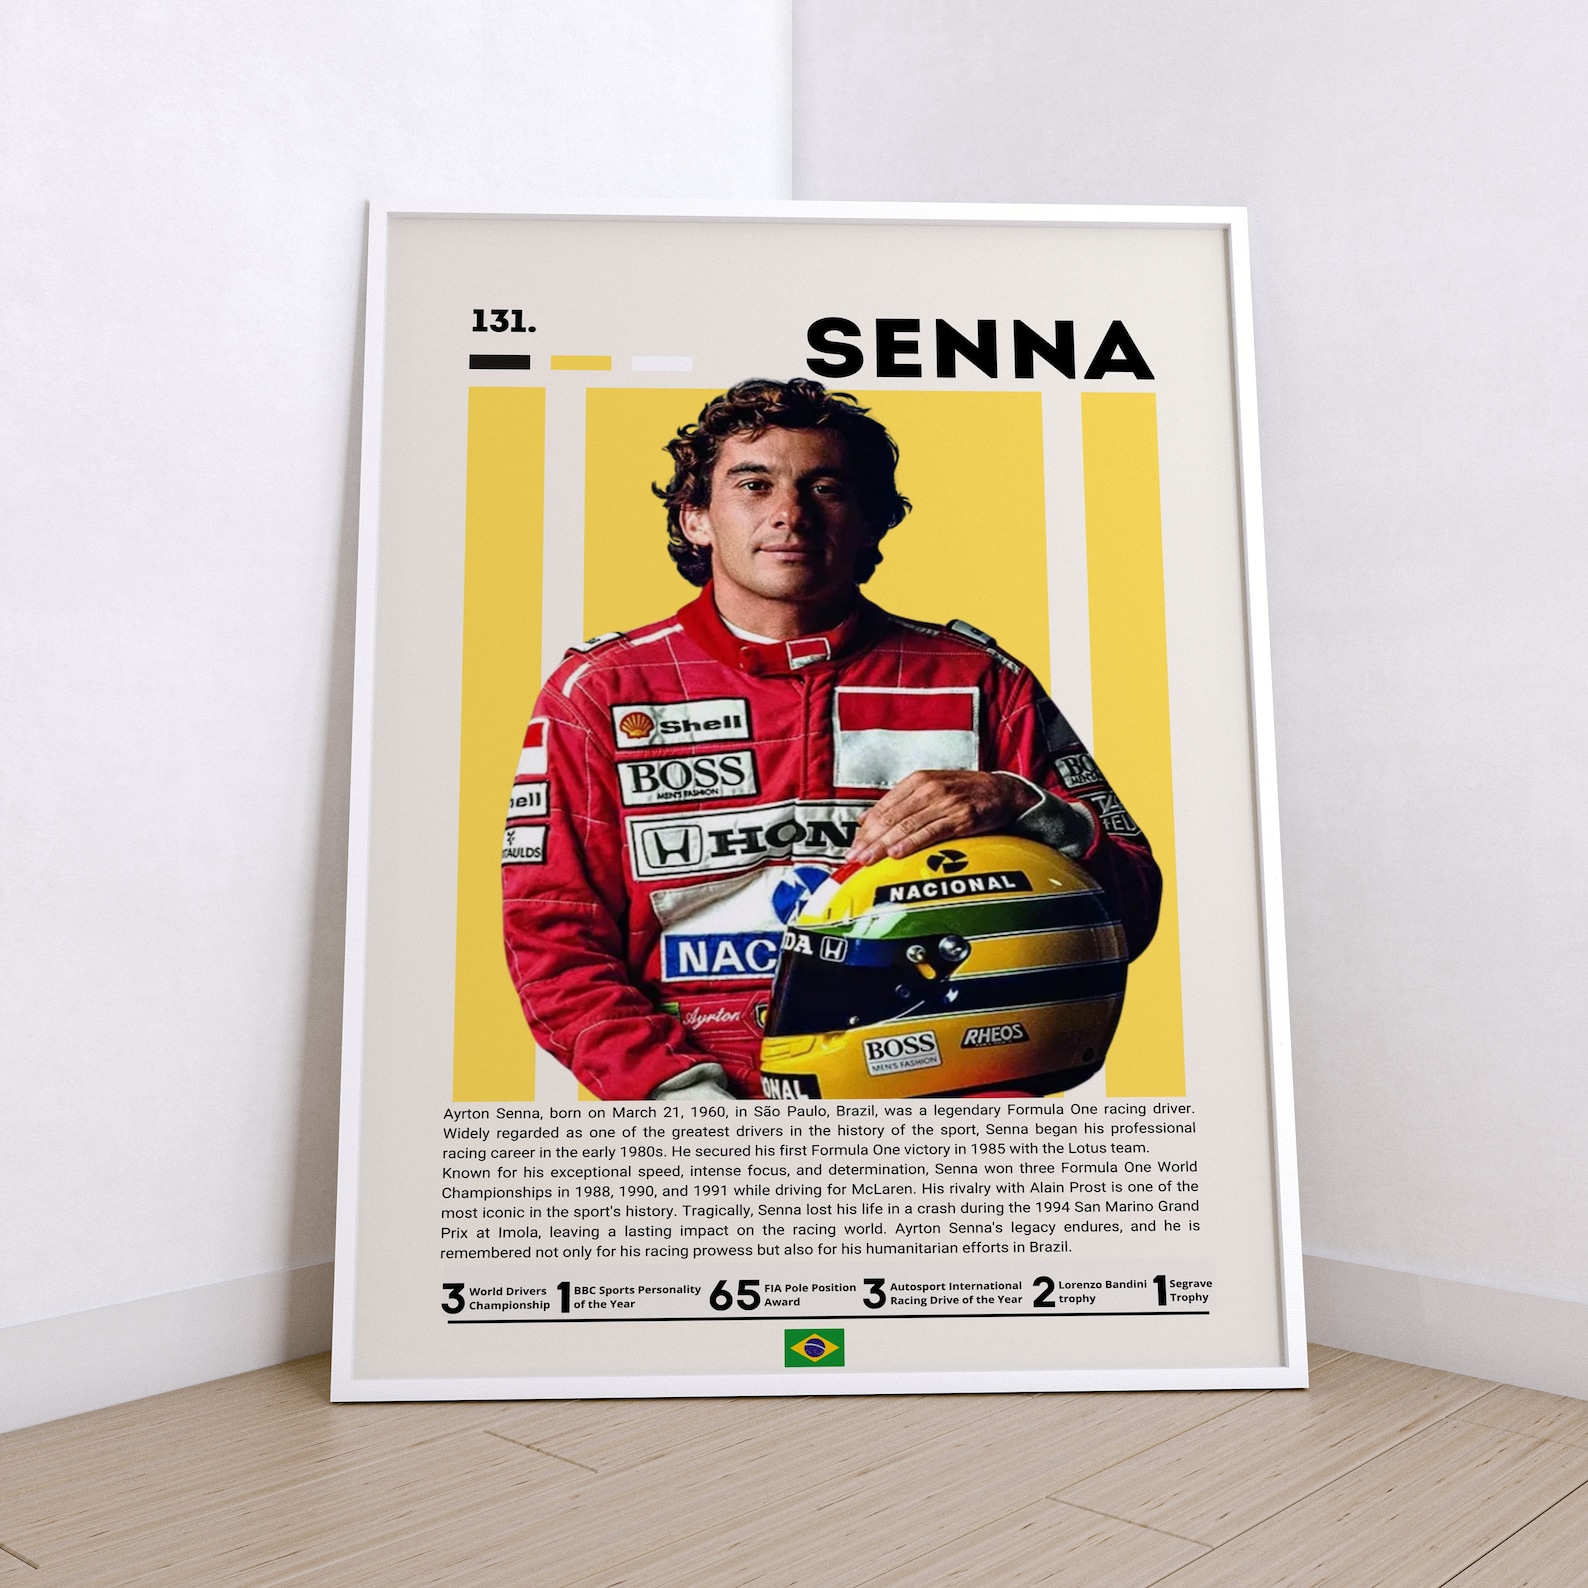 131.
SENNA
Shell
BOSS
MEN'S FASHION
HON
NAC
Ayrton
ell
TAULDS
BO
NACIONAL
DA
BOSS
MEN'S FASHION
RHEOS
ONAL
Ayrton Senna, born on March 21, 1960, in São Paulo, Brazil, was a legendary Formula One racing driver.
Widely regarded as one of the greatest drivers in the history of the sport, Senna began his professional
racing career in the early 1980s. He secured his first Formula One victory in 1985 with the Lotus team.
Known for his exceptional speed, intense focus, and determination, Senna won three Formula One World
Championships in 1988, 1990, and 1991 while driving for McLaren. His rivalry with Alain Prost is one of the
most iconic in the sport's history. Tragically, Senna lost his life in a crash during the 1994 San Marino Grand
Prix at Imola, leaving a lasting impact on the racing world. Ayrton Senna's legacy endures, and he is
remembered not only for his racing prowess but also for his humanitarian efforts in Brazil.
3 World Drivers
Championship
1 BBC Sports Personality
of the Year
65 FIA Pole Position
Award
3 Autosport International
Racing Drive of the Year
2 Lorenzo Bandini
trophy
1 Segrave
Trophy